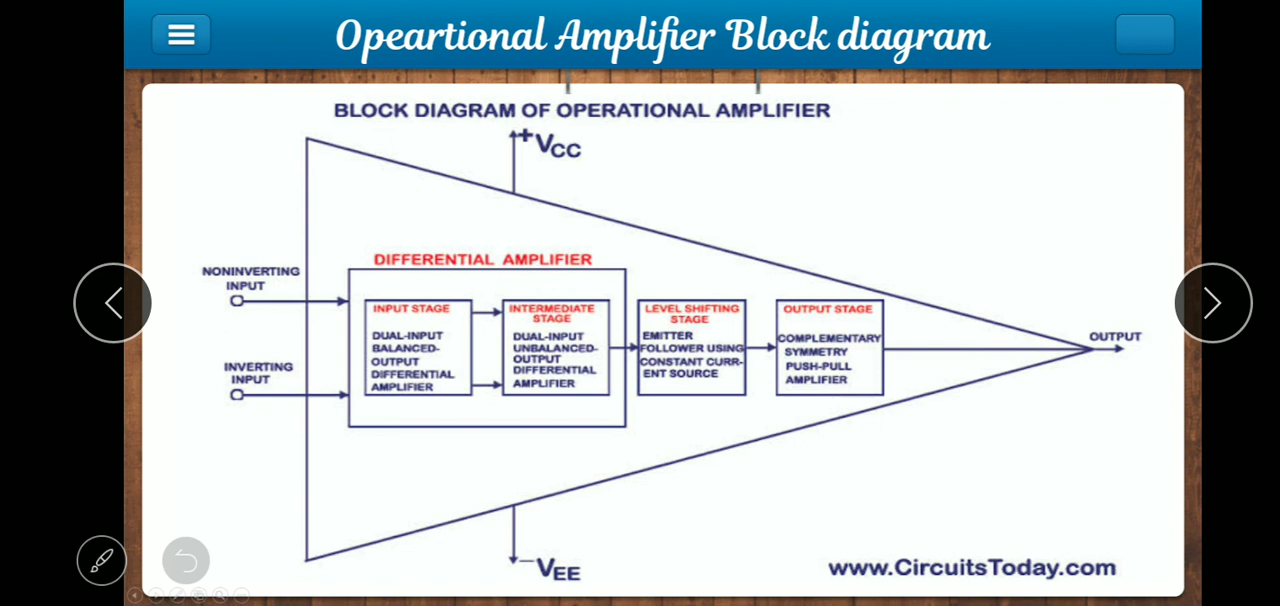 Opeartional Amplifier Block diagram
BLOCK DIAGRAM OF OPERATIONAL AMPLIFIER
+VCC
DIFFERENTIAL AMPLIFIER
NONINVERTING
INPUT
INVERTING
INPUT
INPUT STAGE
DUAL-INPUT
BALANCED-
OUTPUT
DIFFERENTIAL
AMPLIFIER
INTERMEDIATE
STAGE
DUAL-INPUT
UNBALANCED-
OUTPUT
DIFFERENTIAL
AMPLIFIER
LEVEL SHIFTING
STAGE
EMITTER
FOLLOWER USING
CONSTANT CURR-
ENT SOURCE
OUTPUT STAGE
COMPLEMENTARY
SYMMETRY
PUSH-PULL
AMPLIFIER
OUTPUT
−VEE
www.CircuitsToday.com